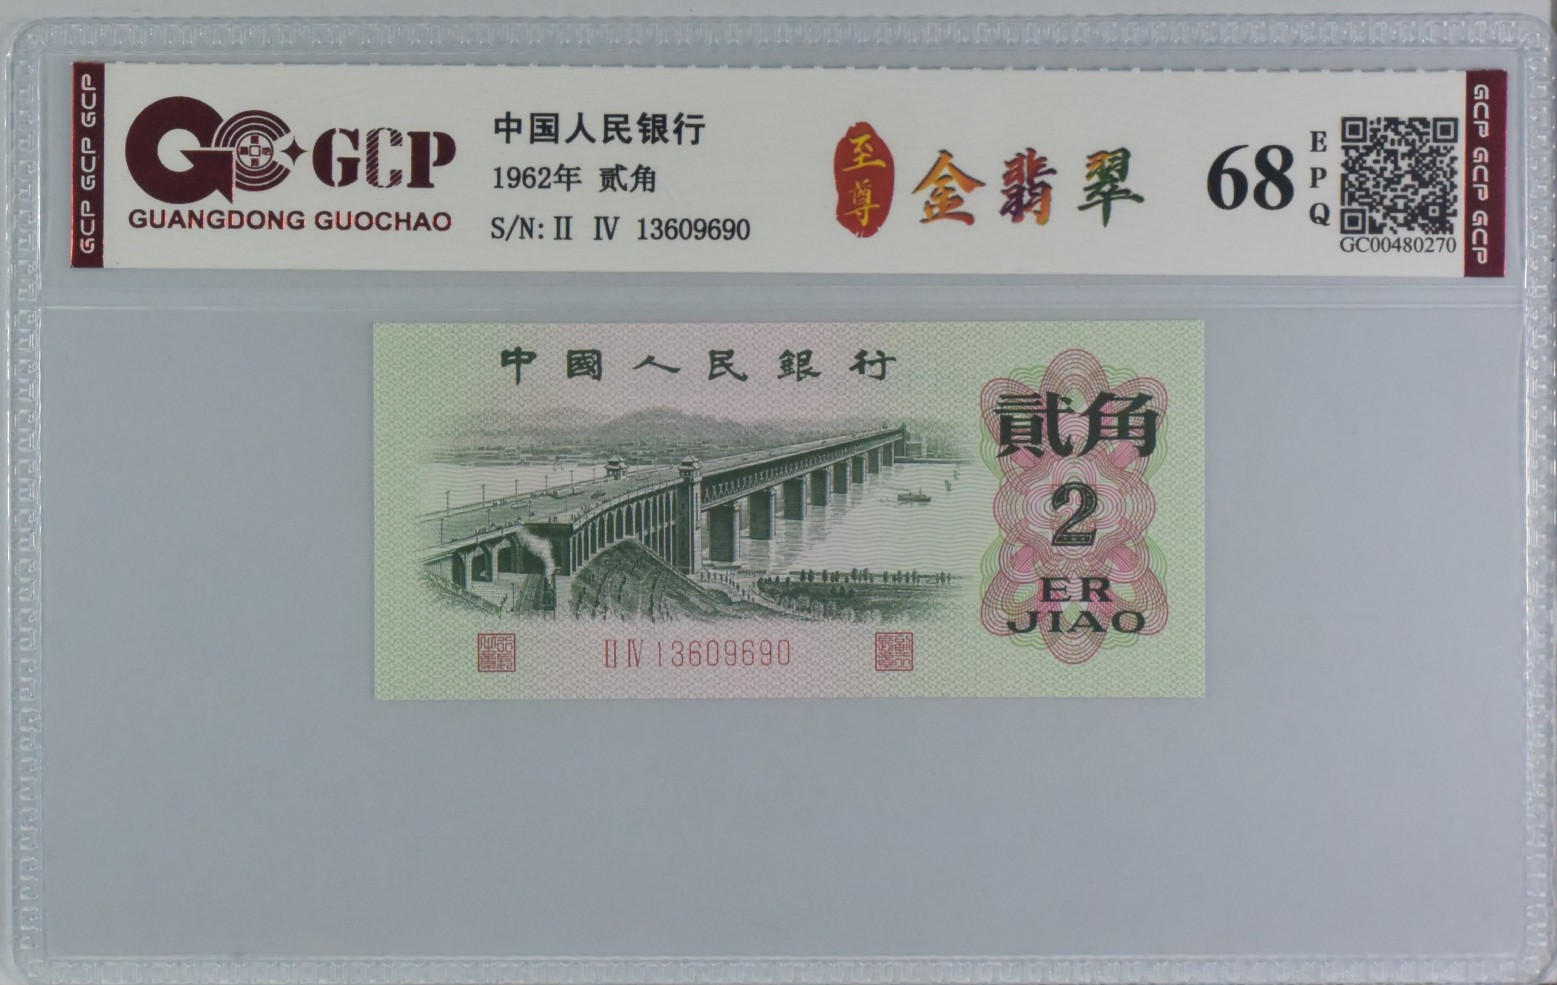 GCP GCP GCP
GCP
GUANGDONG GUOCHAO
中国人民银行
1962年 贰角
S/N: II IV 13609690
至尊
金翡翠
68
EPQ
GC00480270
GCP GCP GCP
中國人民銀行
貳角
2
ER
JIAO
II IV 13609690